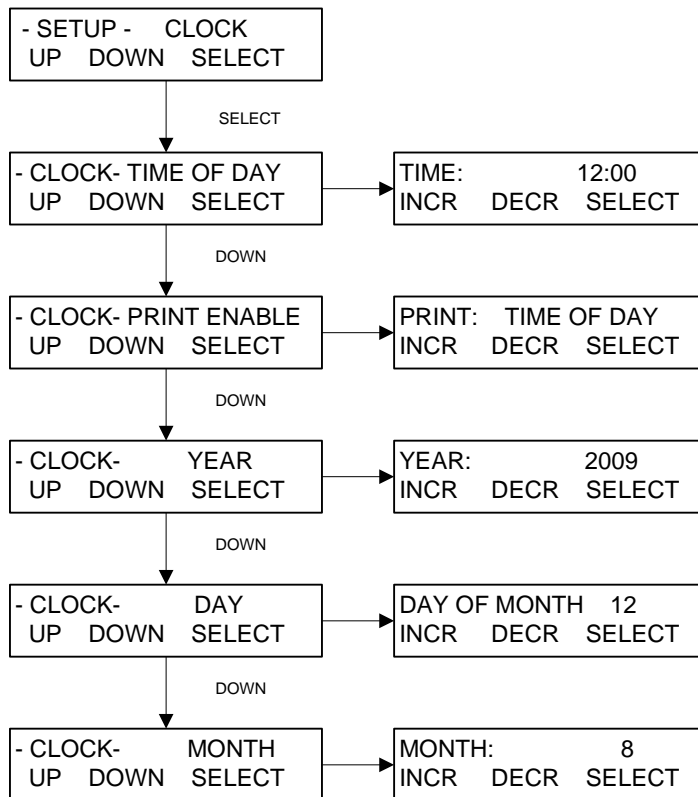 - SETUP - CLOCK
UP DOWN SELECT
SELECT
- CLOCK- TIME OF DAY
UP DOWN SELECT
TIME: 12:00
INCR DECR SELECT
DOWN
- CLOCK- PRINT ENABLE
UP DOWN SELECT
PRINT: TIME OF DAY
INCR DECR SELECT
DOWN
- CLOCK- YEAR
UP DOWN SELECT
YEAR: 2009
INCR DECR SELECT
DOWN
- CLOCK- DAY
UP DOWN SELECT
DAY OF MONTH 12
INCR DECR SELECT
DOWN
- CLOCK- MONTH
UP DOWN SELECT
MONTH: 8
INCR DECR SELECT